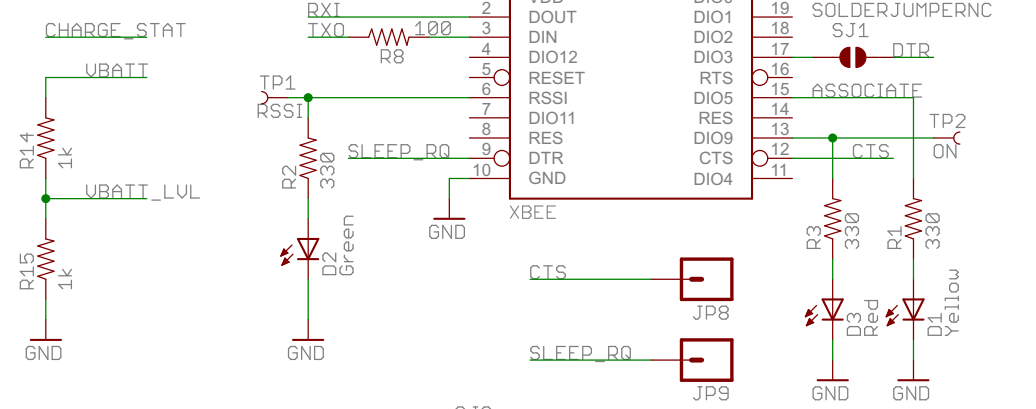 CHARGE_STAT
VBATT
R14
1k
VBATT_LVL
R15
1k
GND
RXI
TXO
R8
100
TP1
RSSI
R2
330
D2
Green
GND
SLEEP_RQ
GND
2
3
4
5
6
7
8
9
10
DOUT
DIN
DIO12
RESET
RSSI
DIO11
RES
DTR
GND
DIO1
DIO2
DIO3
RTS
DIO5
RES
DIO9
CTS
DIO4
19
18
17
16
15
14
13
12
11
XBEE
SOLDERJUMPERNC
SJ1
DTR
ASSOCIATE
TP2
ON
CTS
R3
330
R1
330
D3
Red
D1
Yellow
GND
GND
CTS
JP8
SLEEP_RQ
JP9